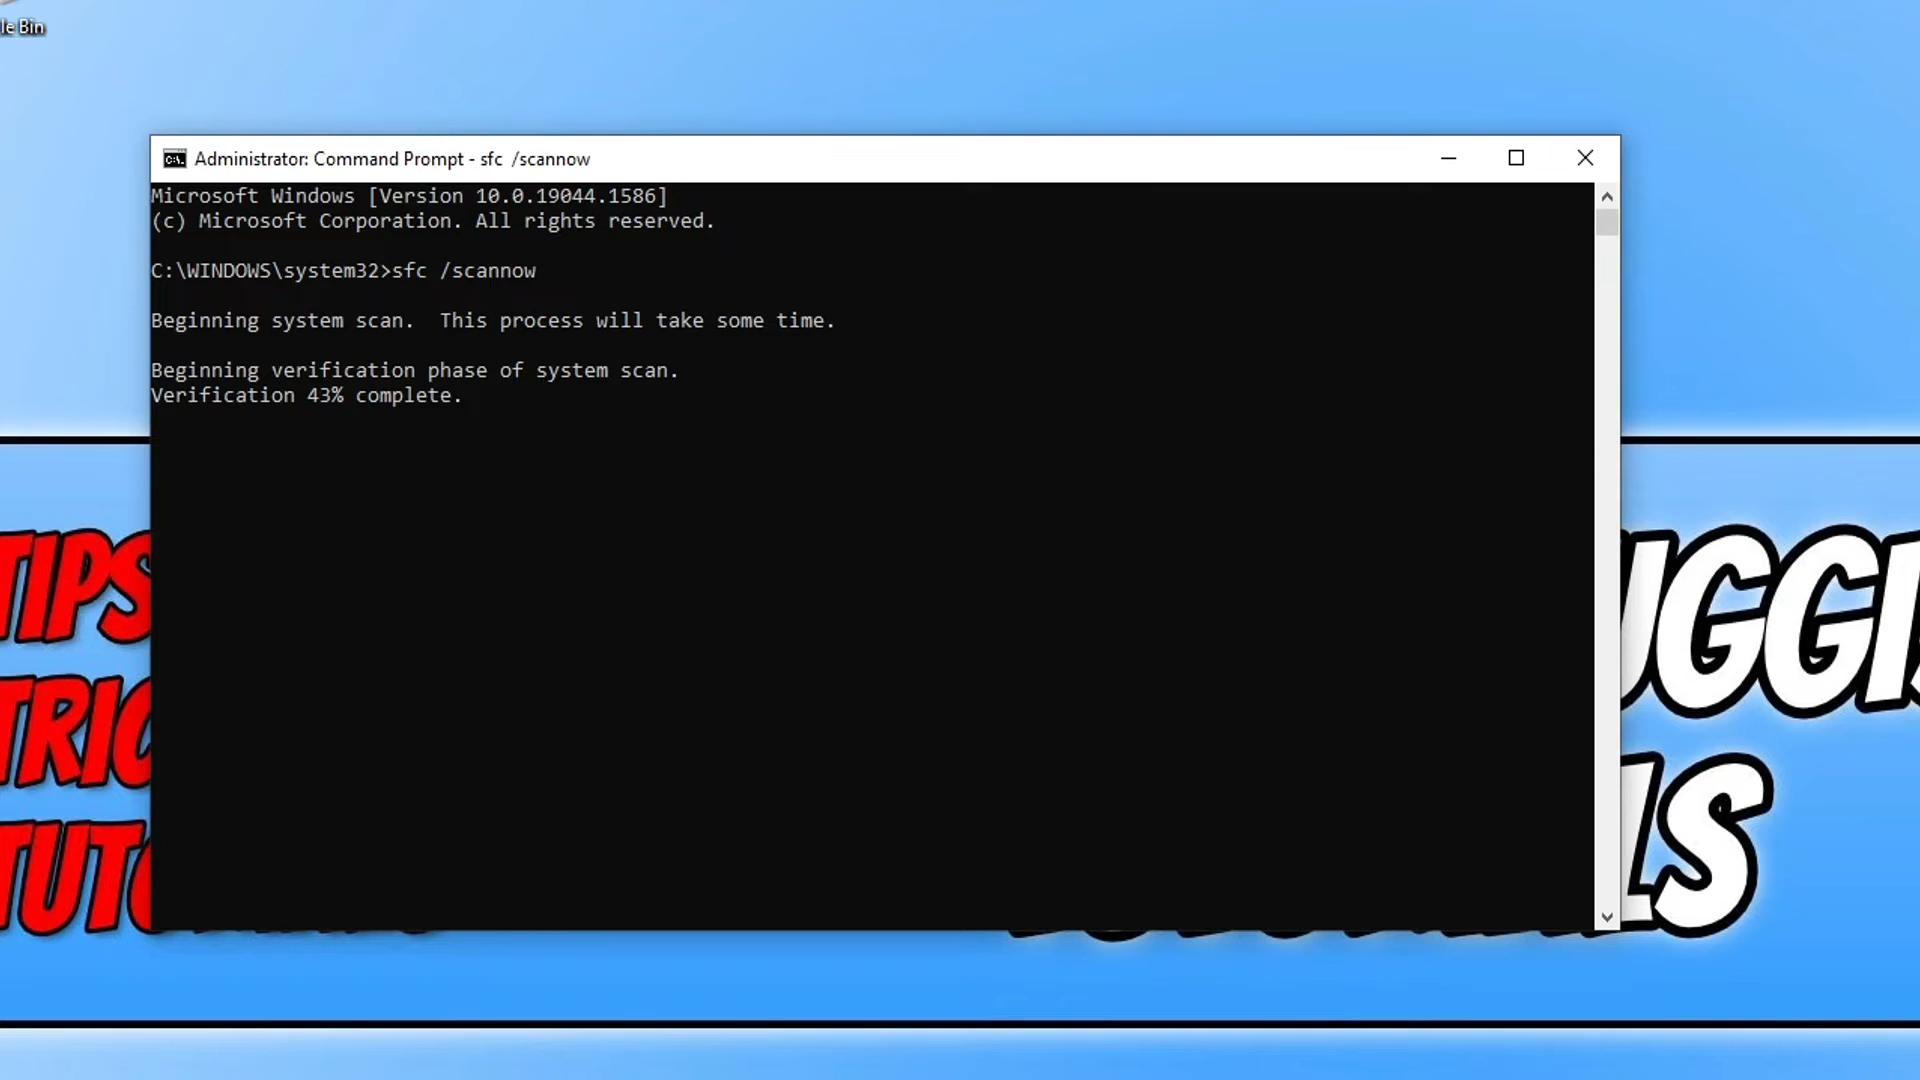 le Bin
Administrator: Command Prompt - sfc  /scannow
Microsoft Windows [Version 10.0.19044.1586]
(c) Microsoft Corporation. All rights reserved.
C:\WINDOWS\system32>sfc /scannow
Beginning system scan.  This process will take some time.
Beginning verification phase of system scan.
Verification 43% complete.
TIPS
UGGIS
TRIC
LS
TUTO